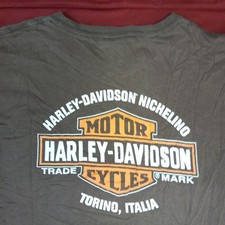 HARLEY-DAVIDSON® NICHELINO
MOTOR
HARLEY-DAVIDSON
TRADE ® MARK
CYCLES
TORINO, ITALIA